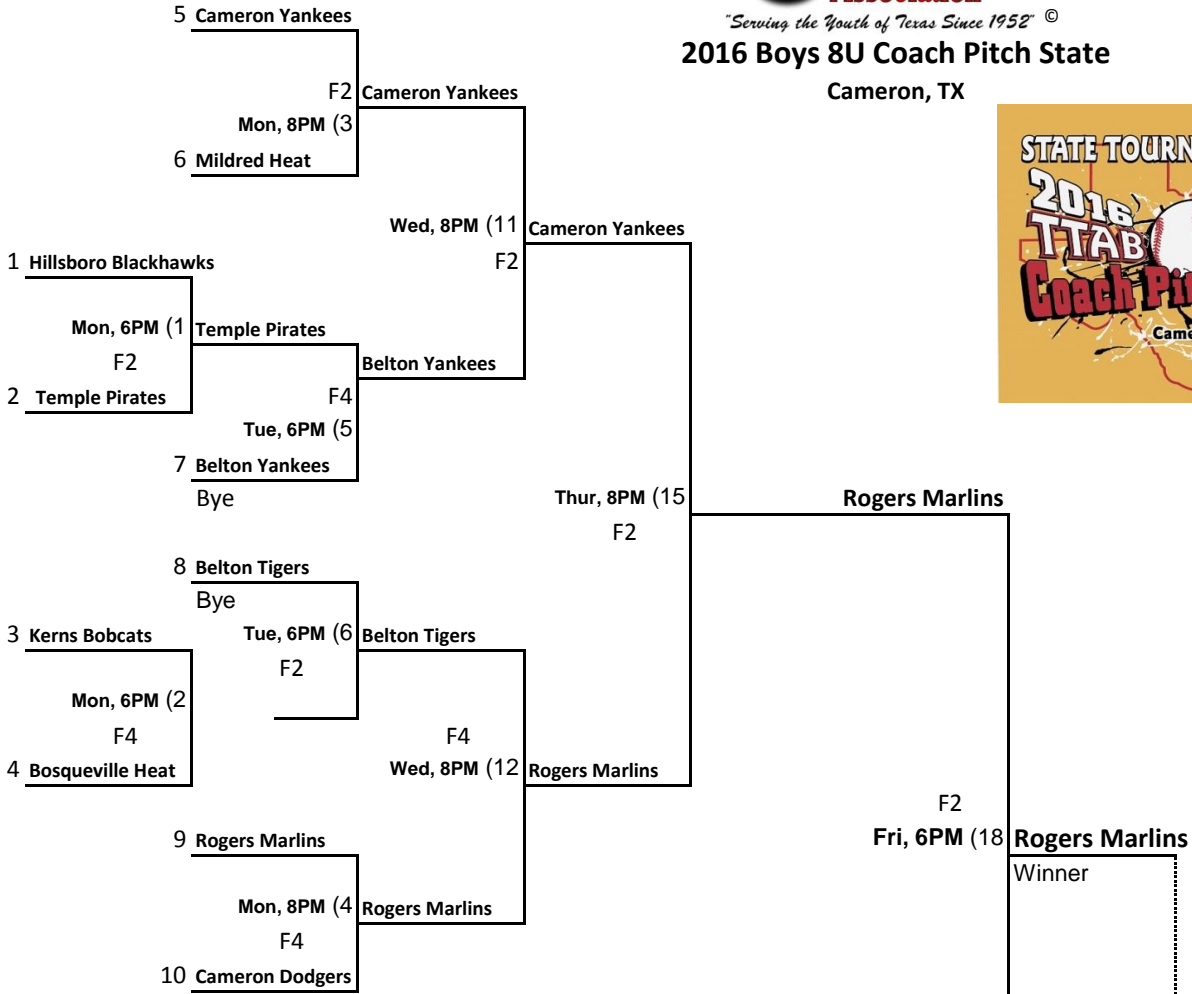 "Serving the Youth of Texas Since 1952" ©
2016 Boys 8U Coach Pitch State
Cameron, TX
STATE TOURN
2016
TTAB
Coach Pi
Came
5 Cameron Yankees
F2 Cameron Yankees
Mon, 8PM (3
6 Mildred Heat
Wed, 8PM (11 Cameron Yankees
F2
1 Hillsboro Blackhawks
Mon, 6PM (1 Temple Pirates
F2
Belton Yankees
2 Temple Pirates
F4
Tue, 6PM (5
7 Belton Yankees
Bye
Thur, 8PM (15
F2
Rogers Marlins
8 Belton Tigers
Bye
3 Kerns Bobcats
Tue, 6PM (6 Belton Tigers
F2
Mon, 6PM (2
F4
4 Bosqueville Heat
F4
Wed, 8PM (12 Rogers Marlins
9 Rogers Marlins
F2
Fri, 6PM (18 Rogers Marlins
Winner
Mon, 8PM (4 Rogers Marlins
F4
10 Cameron Dodgers